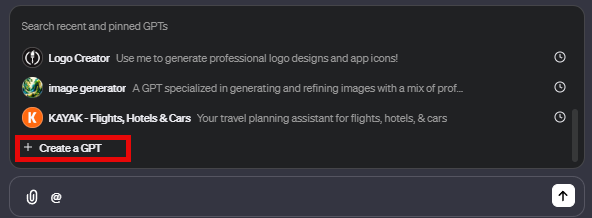 Search recent and pinned GPTs
Logo Creator Use me to generate professional logo designs and app icons!
image generator A GPT specialized in generating and refining images with a mix of prof...
K KAYAK - Flights, Hotels & Cars Your travel planning assistant for flights, hotels, & cars
+ Create a GPT
@